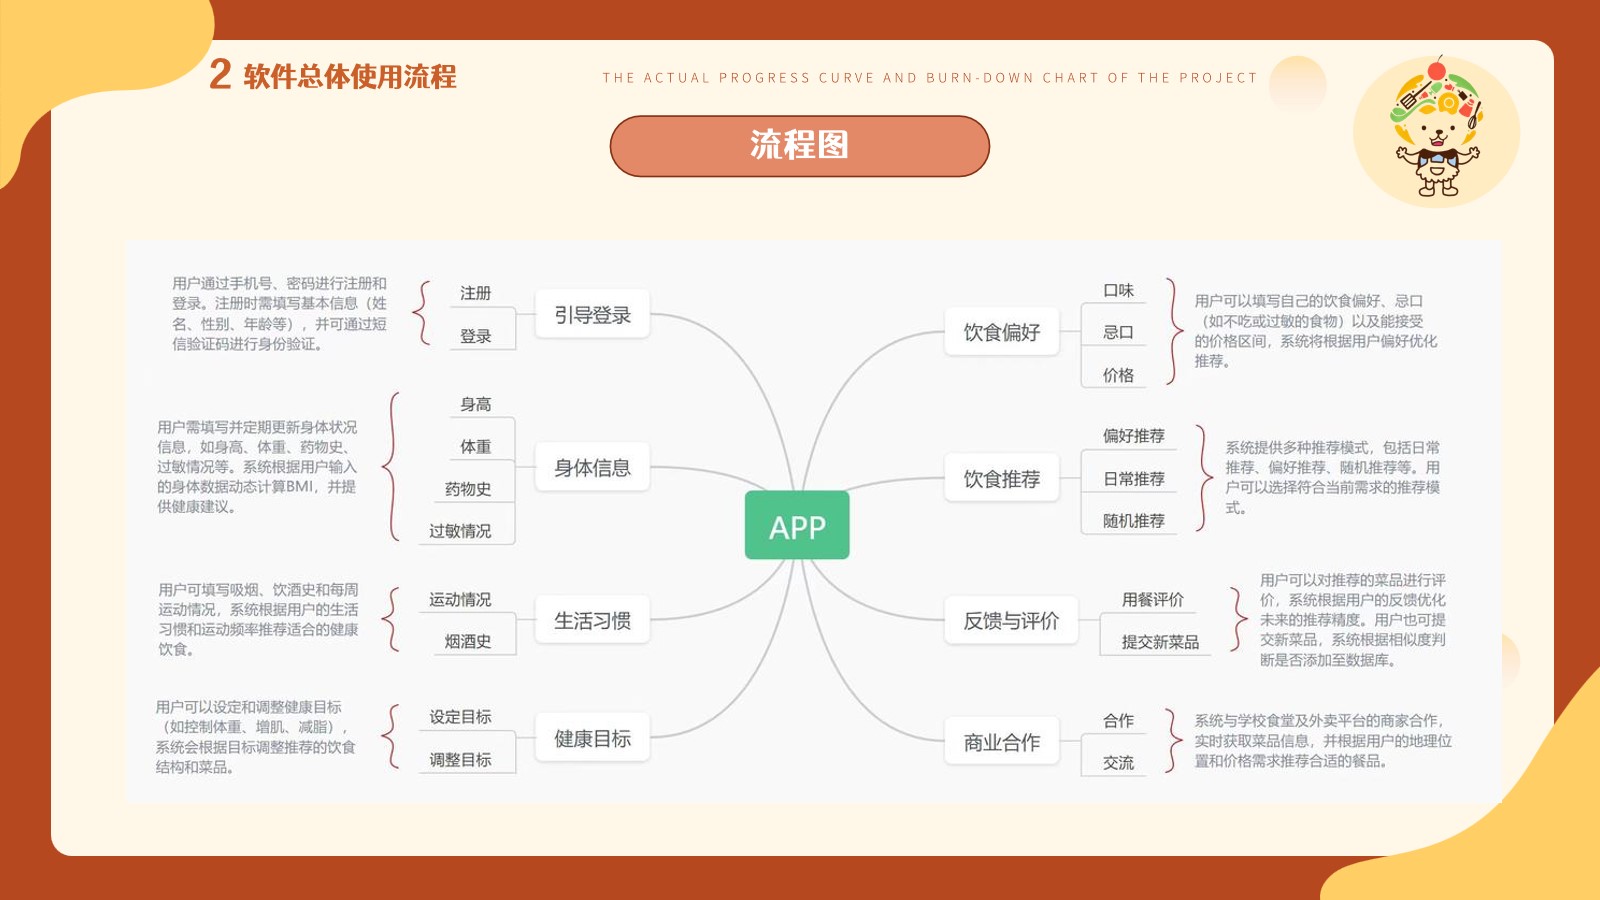 2 软件总体使用流程
THE ACTUAL PROGRESS CURVE AND BURN-DOWN CHART OF THE PROJECT
流程图
用户通过手机号、密码进行注册和
登录。注册时需填写基本信息（姓
名、性别、年龄等），并可通过短
信验证码进行身份验证。
注册
登录
引导登录
用户需填写并定期更新身体状况
信息，如身高、体重、药物史、
过敏情况等。系统根据用户输入
的身体数据动态计算BMI，并提
供健康建议。
身高
体重
药物史
过敏情况
身体信息
用户可填写吸烟、饮酒史和每周
运动情况，系统根据用户的生活
习惯和运动频率推荐适合的健康
饮食。
运动情况
烟酒史
生活习惯
用户可以设定和调整健康目标
（如控制体重、增肌、减脂），
系统会根据目标调整推荐的饮食
结构和菜品。
设定目标
调整目标
健康目标
APP
饮食偏好
口味
忌口
价格
用户可以填写自己的饮食偏好、忌口
（如不吃或过敏的食物）以及能接受
的价格区间，系统将根据用户偏好优化
推荐。
饮食推荐
偏好推荐
日常推荐
随机推荐
系统提供多种推荐模式，包括日常
推荐、偏好推荐、随机推荐等。用
户可以选择符合当前需求的推荐模
式。
反馈与评价
用餐评价
提交新菜品
用户可以对推荐的菜品进行评
价，系统根据用户的反馈优化
未来的推荐精度。用户也可提
交新菜品，系统根据相似度判
断是否添加至数据库。
商业合作
合作
交流
系统与学校食堂及外卖平台的商家合作，
实时获取菜品信息，并根据用户的地理位
置和价格需求推荐合适的餐品。